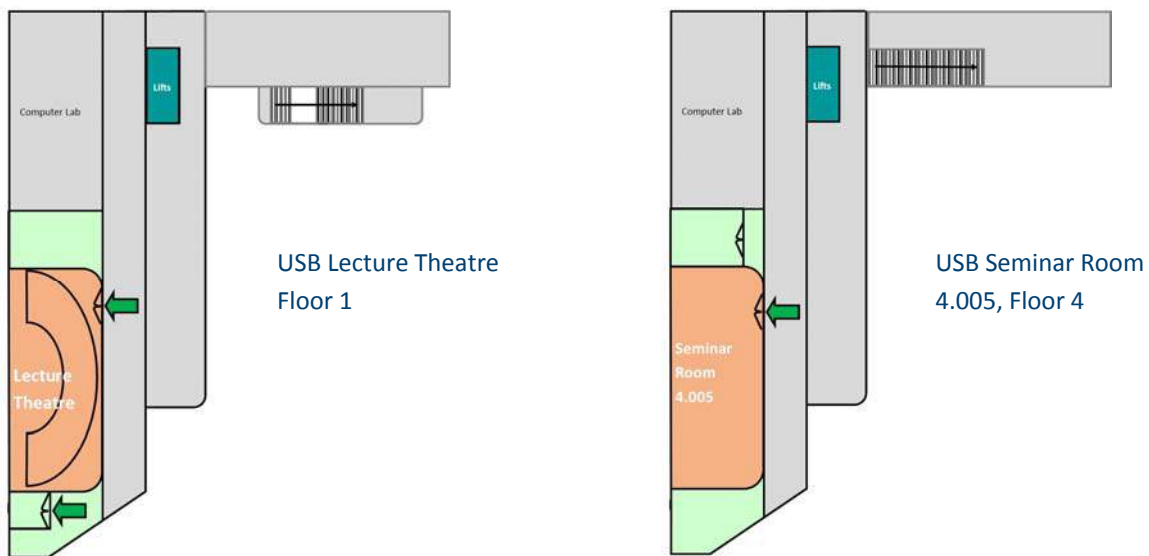 Computer Lab
Lifts
USB Lecture Theatre
Floor 1
Lecture
Theatre
Computer Lab
Lifts
USB Seminar Room
4.005, Floor 4
Seminar
Room
4.005